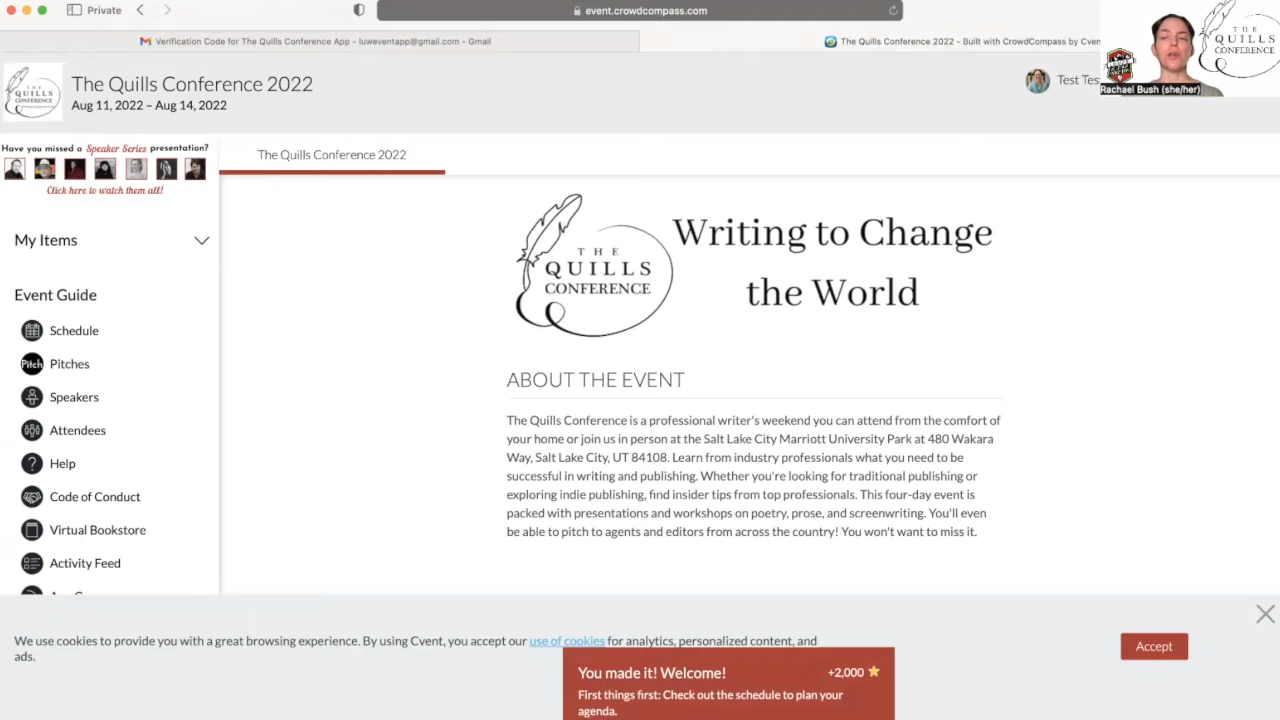 Private
event.crowdcompass.com
Verification Code for The Quills Conference App - luweventapp@gmail.com - Gmail
The Quills Conference 2022 - Built with CrowdCompass by Cven
The Quills Conference 2022
Aug 11, 2022 – Aug 14, 2022
Test Tes
THE
QUILLS
CONFERENCE
Rachael Bush (she/her)
THE
QUILLS
CONFERENCE
Have you missed a Speaker Series presentation?
Click here to watch them all!
The Quills Conference 2022
My Items
Event Guide
Schedule
Pitch
Pitches
Speakers
Attendees
Help
Code of Conduct
Virtual Bookstore
Activity Feed
THE
QUILLS
CONFERENCE
Writing to Change
the World
ABOUT THE EVENT
The Quills Conference is a professional writer's weekend you can attend from the comfort of
your home or join us in person at the Salt Lake City Marriott University Park at 480 Wakara
Way, Salt Lake City, UT 84108. Learn from industry professionals what you need to be
successful in writing and publishing. Whether you're looking for traditional publishing or
exploring indie publishing, find insider tips from top professionals. This four-day event is
packed with presentations and workshops on poetry, prose, and screenwriting. You'll even
be able to pitch to agents and editors from across the country! You won't want to miss it.
We use cookies to provide you with a great browsing experience. By using Cvent, you accept our use of cookies for analytics, personalized content, and
ads.
Accept
You made it! Welcome!
+2,000
First things first: Check out the schedule to plan your
agenda.